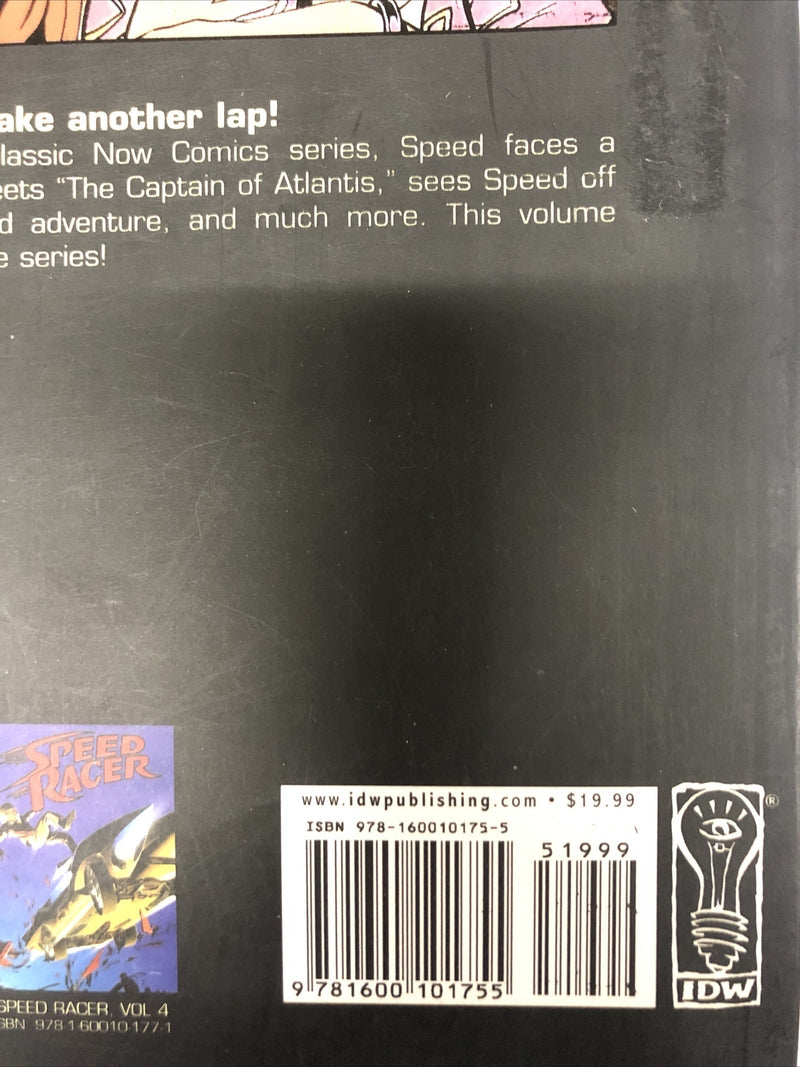 ake another lap!
lassic Now Comics series, Speed faces a
eets "The Captain of Atlantis," sees Speed off
d adventure, and much more. This volume
e series!
SPEED
RACER
SPEED RACER, VOL 4
SBN 978-1-60010-177-1
www.idwpublishing.com • $19.99
ISBN 978-160010175-5
51999
9 781600 101755
IDW
®